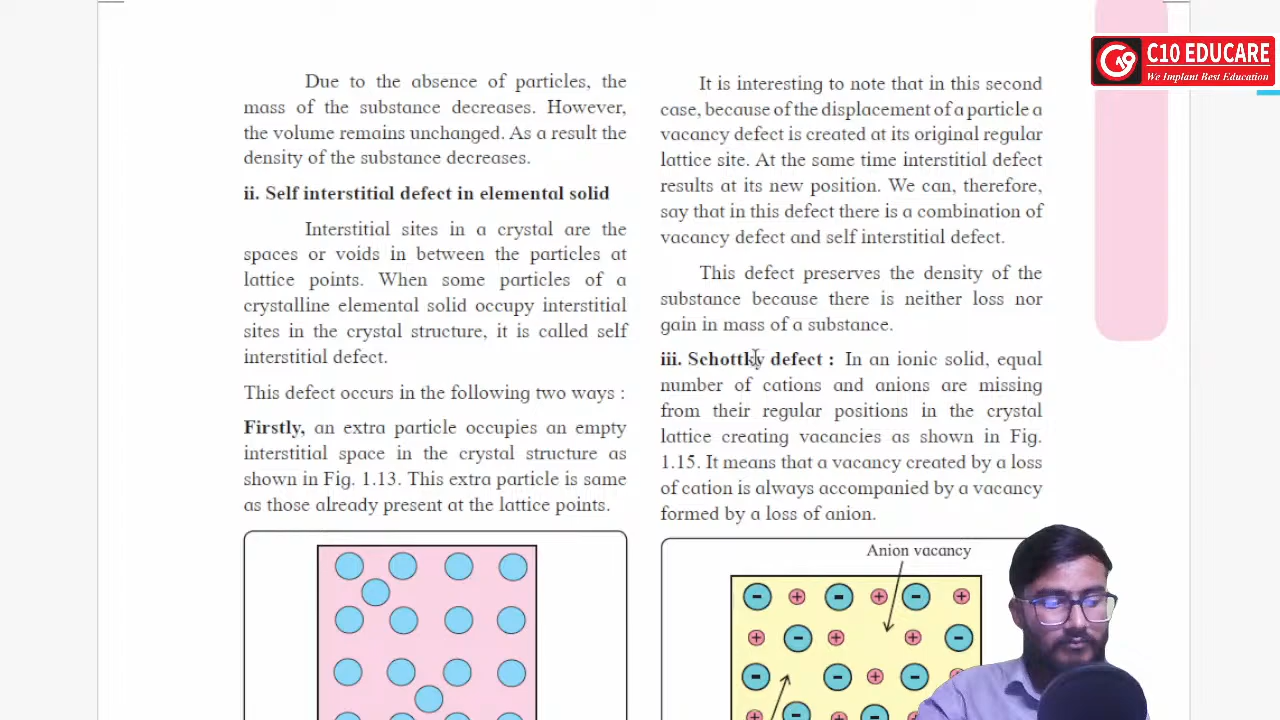 Due to the absence of particles, the
mass of the substance decreases. However,
the volume remains unchanged. As a result the
density of the substance decreases.
ii. Self interstitial defect in elemental solid
Interstitial sites in a crystal are the
spaces or voids in between the particles at
lattice points. When some particles of a
crystalline elemental solid occupy interstitial
sites in the crystal structure, it is called self
interstitial defect.
This defect occurs in the following two ways :
Firstly, an extra particle occupies an empty
interstitial space in the crystal structure as
shown in Fig. 1.13. This extra particle is same
as those already present at the lattice points.
It is interesting to note that in this second
case, because of the displacement of a particle a
vacancy defect is created at its original regular
lattice site. At the same time interstitial defect
results at its new position. We can, therefore,
say that in this defect there is a combination of
vacancy defect and self interstitial defect.
This defect preserves the density of the
substance because there is neither loss nor
gain in mass of a substance.
iii. Schottky defect : In an ionic solid, equal
number of cations and anions are missing
from their regular positions in the crystal
lattice creating vacancies as shown in Fig.
1.15. It means that a vacancy created by a loss
of cation is always accompanied by a vacancy
formed by a loss of anion.
Anion vacancy
- + - + - +
+ - + + -
- - + -
+ - -
C10 EDUCARE
We Implant Best Education